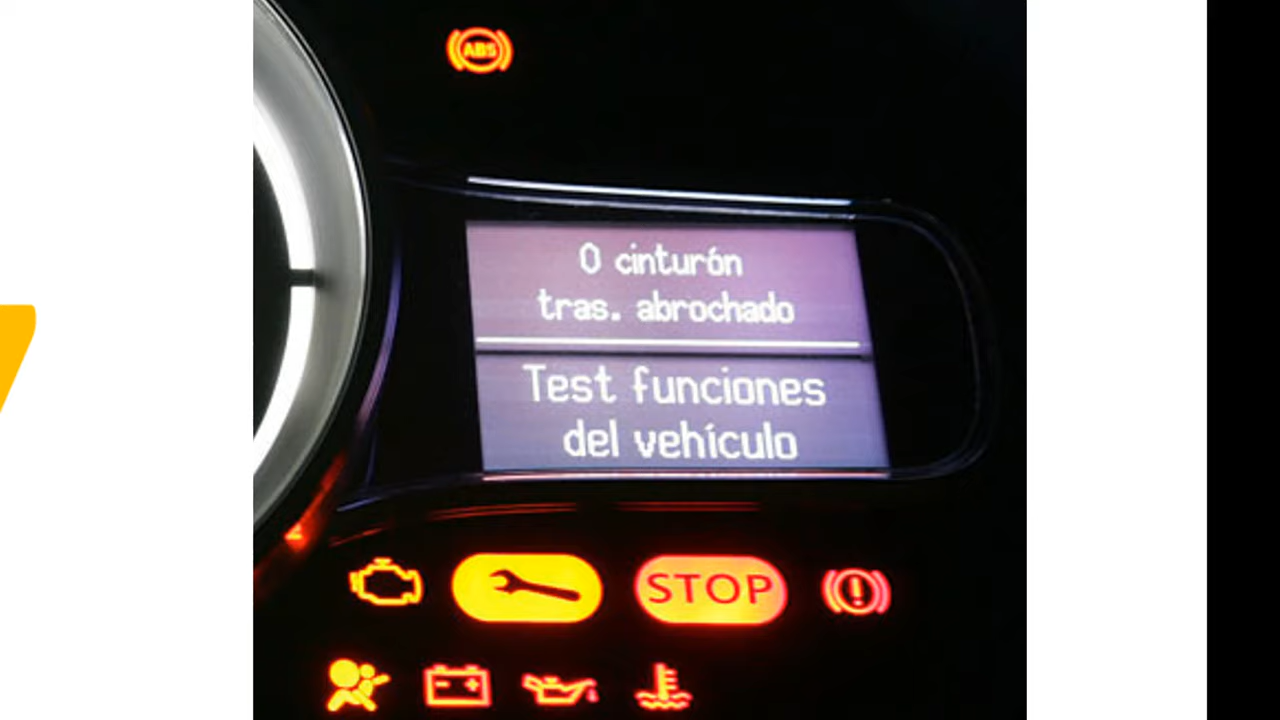 ABS
0 cinturón
tras. abrochado
Test funciones
del vehículo
STOP